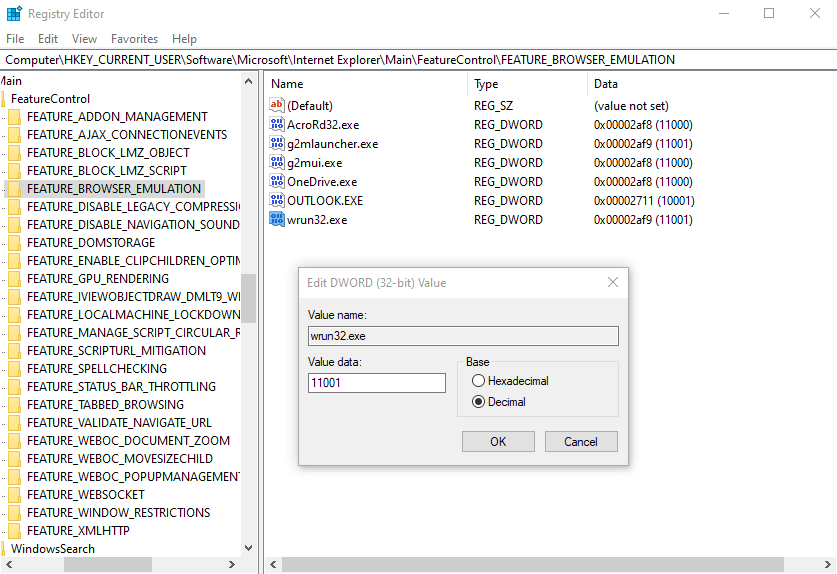 Registry Editor
File Edit View Favorites Help
Computer\HKEY_CURRENT_USER\Software\Microsoft\Internet Explorer\Main\FeatureControl\FEATURE_BROWSER_EMULATION
Main
FeatureControl
FEATURE_ADDON_MANAGEMENT
FEATURE_AJAX_CONNECTIONEVENTS
FEATURE_BLOCK_LMZ_OBJECT
FEATURE_BLOCK_LMZ_SCRIPT
FEATURE_BROWSER_EMULATION
FEATURE_DISABLE_LEGACY_COMPRESSI
FEATURE_DISABLE_NAVIGATION_SOUND
FEATURE_DOMSTORAGE
FEATURE_ENABLE_CLIPCHILDREN_OPTIM
FEATURE_GPU_RENDERING
FEATURE_IVIEWOBJECTDRAW_DMLT9_WI
FEATURE_LOCALMACHINE_LOCKDOWN
FEATURE_MANAGE_SCRIPT_CIRCULAR_R
FEATURE_SCRIPTURL_MITIGATION
FEATURE_SPELLCHECKING
FEATURE_STATUS_BAR_THROTTLING
FEATURE_TABBED_BROWSING
FEATURE_VALIDATE_NAVIGATE_URL
FEATURE_WEBOC_DOCUMENT_ZOOM
FEATURE_WEBOC_MOVESIZECHILD
FEATURE_WEBOC_POPUPMANAGEMENT
FEATURE_WEBSOCKET
FEATURE_WINDOW_RESTRICTIONS
FEATURE_XMLHTTP
WindowsSearch
Name Type Data
(Default) REG_SZ (value not set)
AcroRd32.exe REG_DWORD 0x00002af8 (11000)
g2mlauncher.exe REG_DWORD 0x00002af9 (11001)
g2mui.exe REG_DWORD 0x00002af8 (11000)
OneDrive.exe REG_DWORD 0x00002af8 (11000)
OUTLOOK.EXE REG_DWORD 0x00002711 (10001)
wrun32.exe REG_DWORD 0x00002af9 (11001)
Edit DWORD (32-bit) Value
Value name:
wrun32.exe
Value data:
11001
Base
Hexadecimal
Decimal
OK Cancel